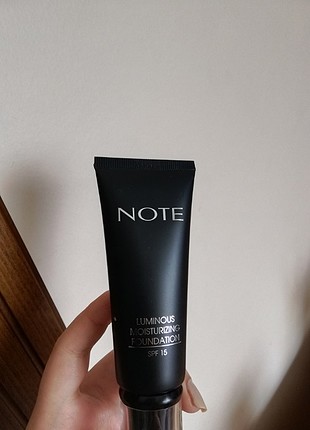 NOTE
LUMINOUS
MOISTURIZING
FOUNDATION
SPF 15